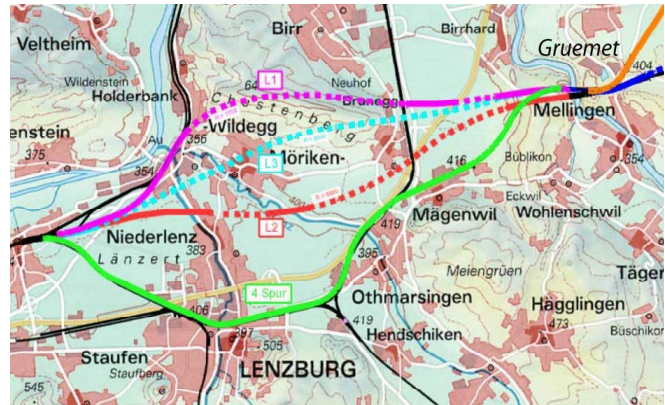 Veltheim
Birr
Birrhard
Gruemet
Wildenstein
Holderbank
64
L1
Neuhof
404
Chestenberg
Brunegg
Mellingen
enstein
375
Au
356
-Wildegg
L3
Möriken-
354
416
Büblikon
354
Eckwil
Wohlenschwil
400
Mägenwil
L2
419
Niederlenz
383
Länzert
395
Meiengrüen
Täger
4 Spur
Othmarsingen
Hägglingen
406
419
473
Büschikon
397
505
Hendschiken
Staufen
Staufberg
LENZBURG
545